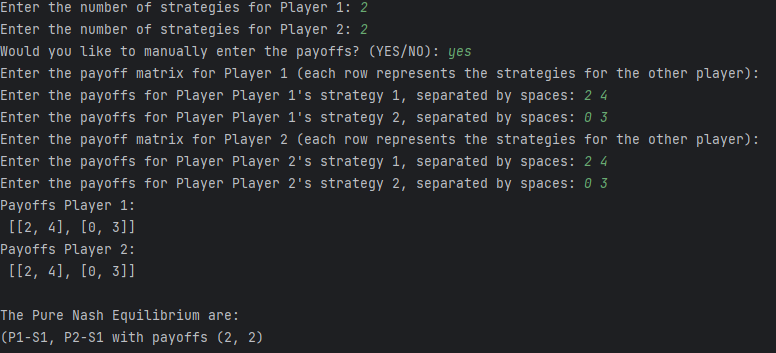 Enter the number of strategies for Player 1: 2
Enter the number of strategies for Player 2: 2
Would you like to manually enter the payoffs? (YES/NO): yes
Enter the payoff matrix for Player 1 (each row represents the strategies for the other player):
Enter the payoffs for Player Player 1's strategy 1, separated by spaces: 2 4
Enter the payoffs for Player Player 1's strategy 2, separated by spaces: 0 3
Enter the payoff matrix for Player 2 (each row represents the strategies for the other player):
Enter the payoffs for Player Player 2's strategy 1, separated by spaces: 2 4
Enter the payoffs for Player Player 2's strategy 2, separated by spaces: 0 3
Payoffs Player 1:
[[2, 4], [0, 3]]
Payoffs Player 2:
[[2, 4], [0, 3]]
The Pure Nash Equilibrium are:
(P1-S1, P2-S1 with payoffs (2, 2)